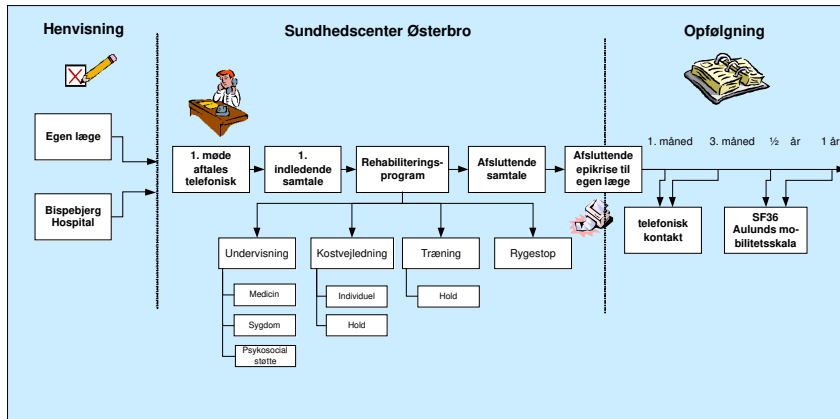 Henvisning
Sundhedscenter Østerbro
Opfølgning
Egen læge
Bispebjerg
Hospital
1. møde
aftales
telefonisk
1.
indledende
samtale
Rehabiliterings-
program
Afsluttende
samtale
Afsluttende
epikrise til
egen læge
1. måned 3. måned ½ år 1 år
telefonisk
kontakt
SF36
Aulunds mo-
bilitetsskala
Undervisning
Kostvejledning
Træning
Rygestop
Medicin
Individuel
Hold
Sygdom
Hold
Psykosocial
støtte